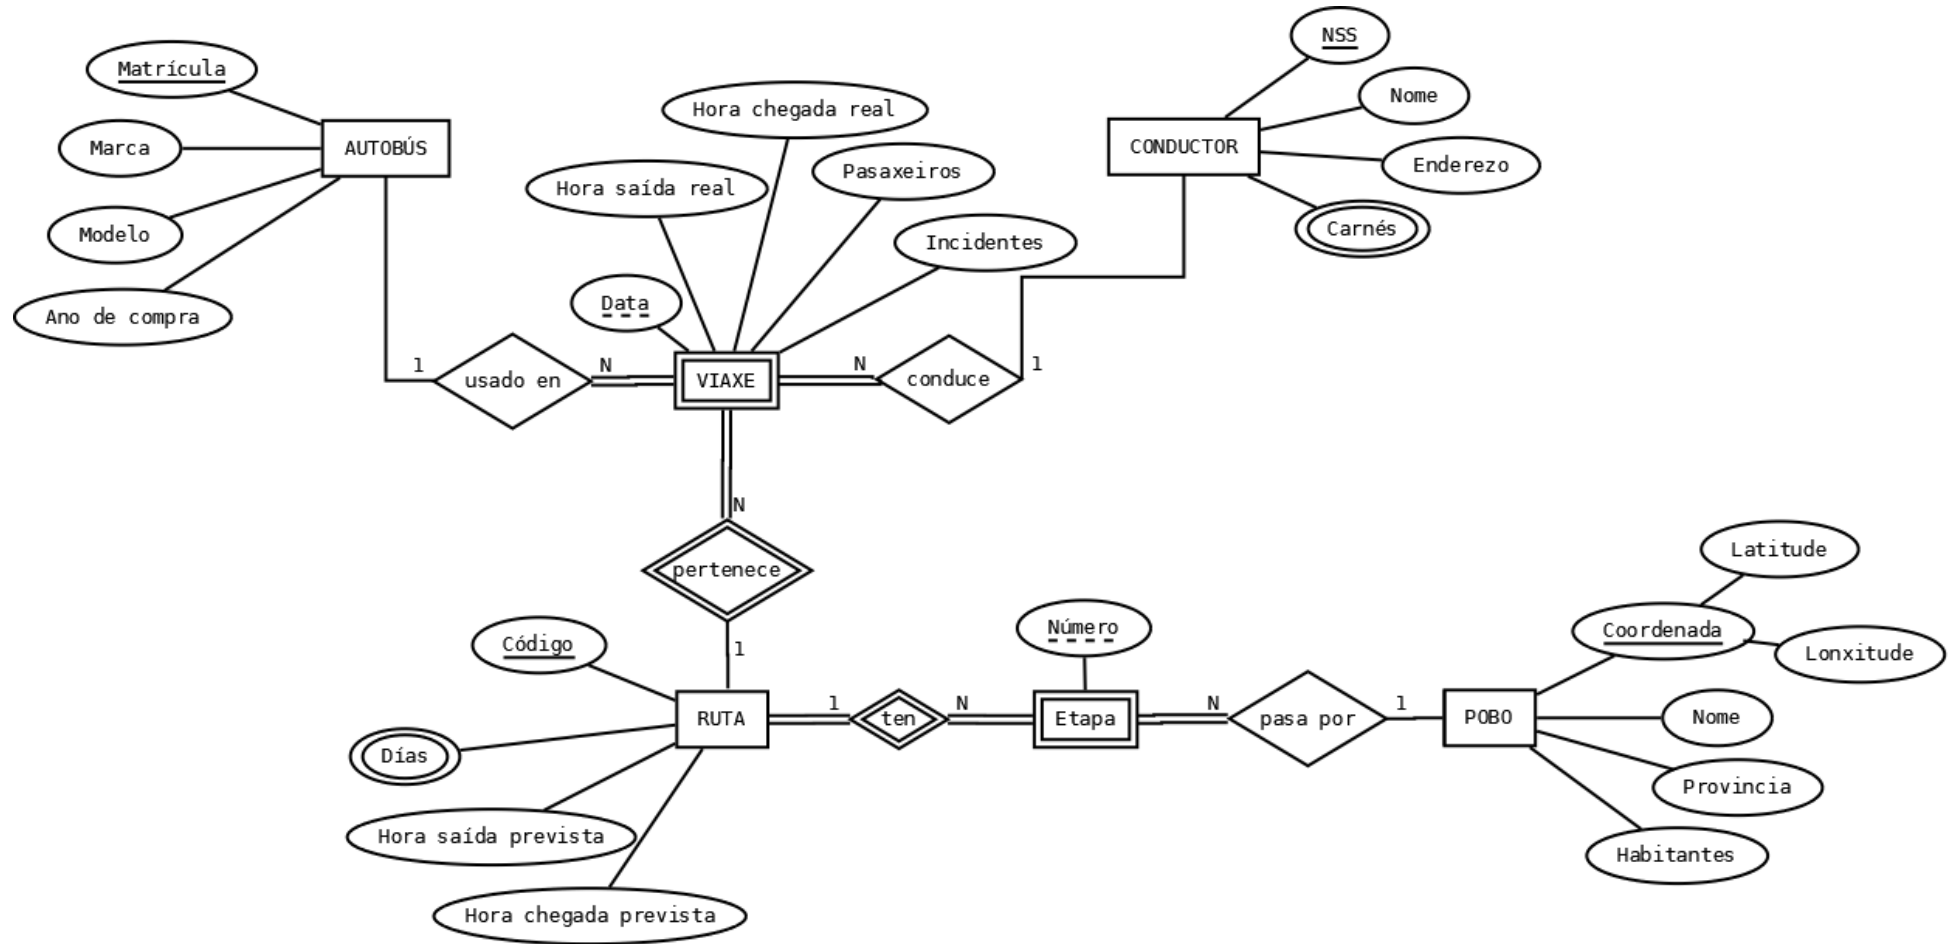 NSS
Matrícula
Nome
Hora chegada real
AUTOBÚS
CONDUCTOR
Marca
Enderezo
Pasaxeiros
Hora saída real
Carnés
Modelo
Incidentes
Data
Ano de compra
1
usado en
N
VIAXE
N
conduce
1
N
pertenece
1
Latitude
Código
Número
Coordenada
Lonxitude
RUTA
1
ten
N
Etapa
N
pasa por
1
POBO
Nome
Días
Provincia
Hora saída prevista
Habitantes
Hora chegada prevista